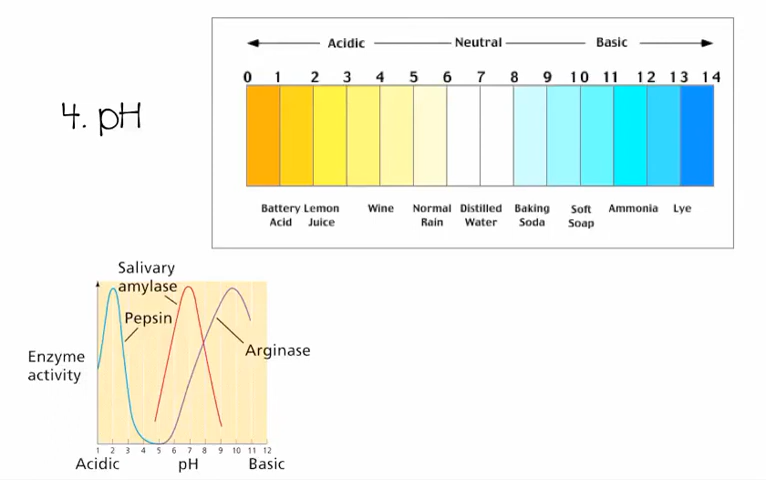 4. pH
Acidic Neutral Basic
0 1 2 3 4 5 6 7 8 9 10 11 12 13 14
Battery Acid
Lemon Juice
Wine
Normal Rain
Distilled Water
Baking Soda
Soft Soap
Ammonia
Lye
Salivary
amylase
Pepsin
Arginase
Enzyme
activity
1 2 3 4 5 6 7 8 9 10 11 12
Acidic pH Basic